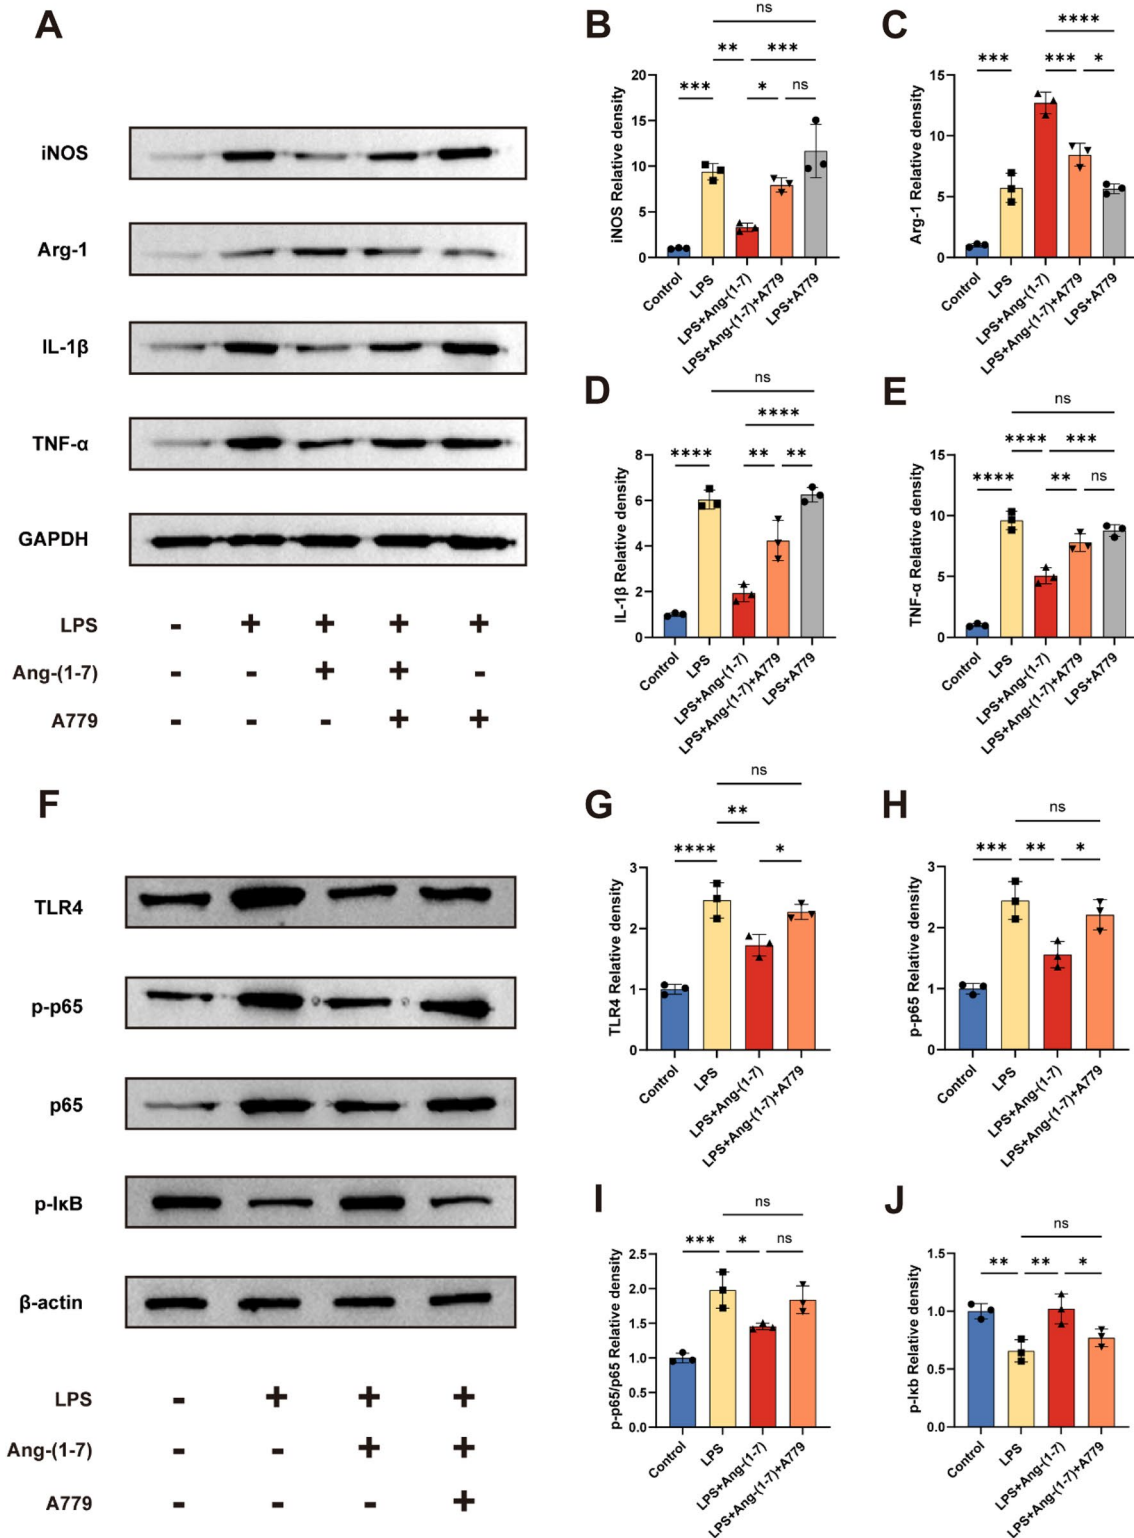 A
iNOS
Arg-1
IL-1β
TNF-α
GAPDH
LPS - + + + +
Ang-(1-7) - - + + -
A779 - - - + +
B
ns
** ***
*** * ns
iNOS Relative density
20
15
10
5
0
Control
LPS
LPS+Ang-(1-7)
LPS+Ang-(1-7)+A779
LPS+A779
C
****
*** *** *
Arg-1 Relative density
15
10
5
0
Control
LPS
LPS+Ang-(1-7)
LPS+Ang-(1-7)+A779
LPS+A779
D
ns
****
**** ** **
IL-1β Relative density
8
6
4
2
0
Control
LPS
LPS+Ang-(1-7)
LPS+Ang-(1-7)+A779
LPS+A779
E
ns
**** ***
**** ** ns
TNF-α Relative density
15
10
5
0
Control
LPS
LPS+Ang-(1-7)
LPS+Ang-(1-7)+A779
LPS+A779
F
TLR4
p-p65
p65
p-IκB
β-actin
LPS - + + +
Ang-(1-7) - - + +
A779 - - - +
G
ns
**
**** *
TLR4 Relative density
3
2
1
0
Control
LPS
LPS+Ang-(1-7)
LPS+Ang-(1-7)+A779
H
ns
*** ** *
p-p65 Relative density
3
2
1
0
Control
LPS
LPS+Ang-(1-7)
LPS+Ang-(1-7)+A779
I
ns
*** * ns
p-p65/p65 Relative density
2.5
2.0
1.5
1.0
0.5
0.0
Control
LPS
LPS+Ang-(1-7)
LPS+Ang-(1-7)+A779
J
ns
** ** *
p-Ikb Relative density
1.5
1.0
0.5
0.0
Control
LPS
LPS+Ang-(1-7)
LPS+Ang-(1-7)+A779